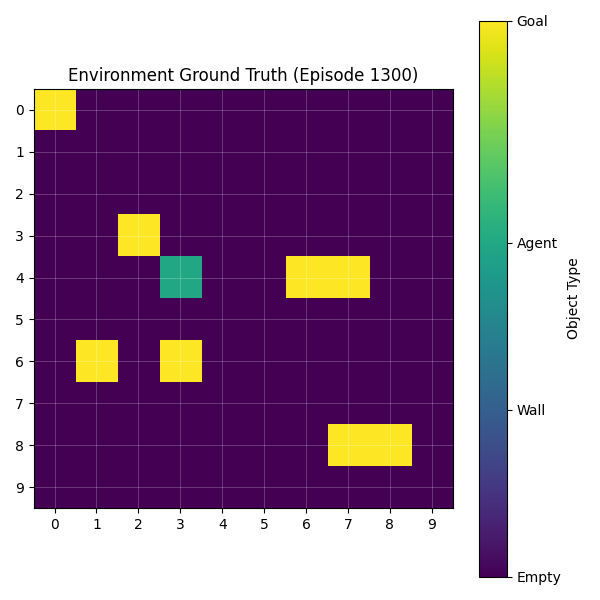 Environment Ground Truth (Episode 1300)
0
1
2
3
4
5
6
7
8
9
0 1 2 3 4 5 6 7 8 9
Goal
Agent
Wall
Empty
Object Type